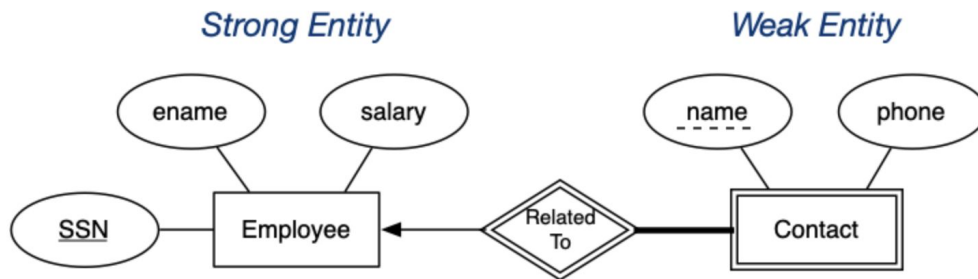 Strong Entity
Weak Entity
ename
salary
name
phone
SSN
Employee
Related
To
Contact